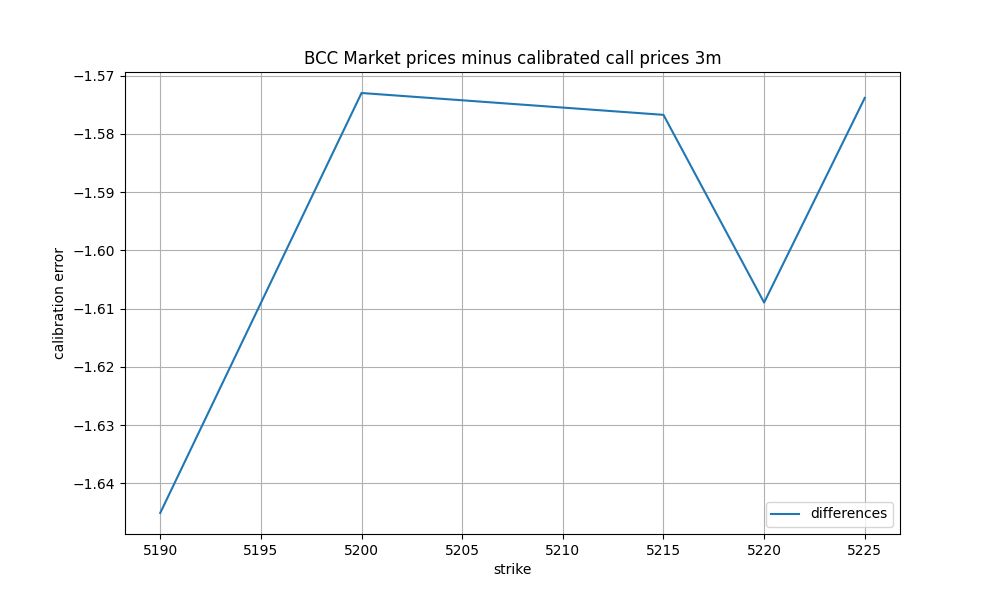 BCC Market prices minus calibrated call prices 3m
−1.57
−1.58
−1.59
−1.60
−1.61
−1.62
−1.63
−1.64
calibration error
differences
5190 5195 5200 5205 5210 5215 5220 5225
strike